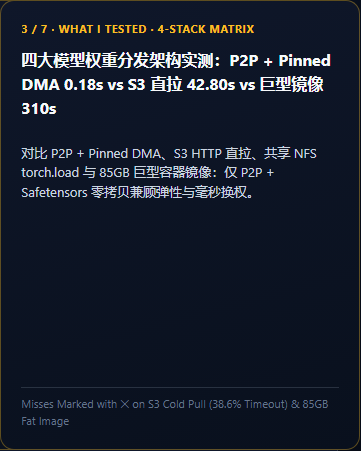 3 / 7 · WHAT I TESTED · 4-STACK MATRIX
四大模型权重分发架构实测：P2P + Pinned
DMA 0.18s vs S3 直拉 42.80s vs 巨型镜像
310s
对比 P2P + Pinned DMA、S3 HTTP 直拉、共享 NFS
torch.load 与 85GB 巨型容器镜像：仅 P2P +
Safetensors 零拷贝兼顾弹性与毫秒换权。
Misses Marked with ✕ on S3 Cold Pull (38.6% Timeout) & 85GB
Fat Image